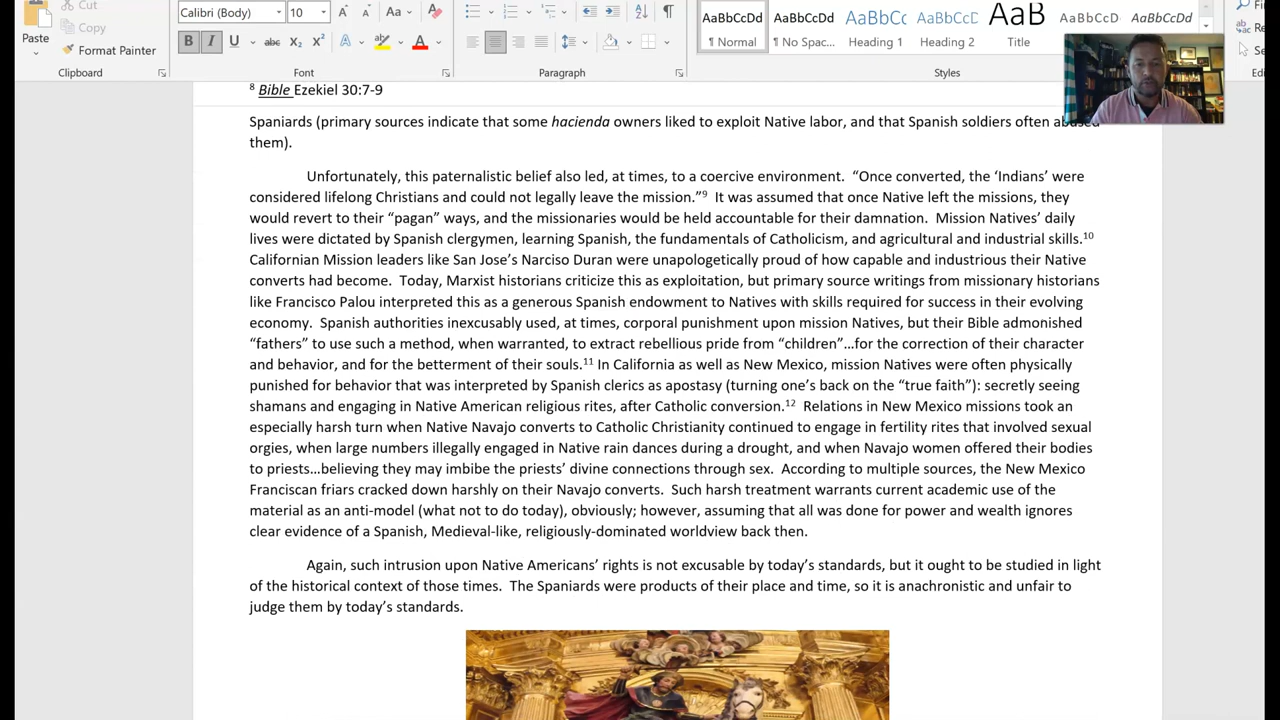 Cut
Calibri (Body) 10 A A Aa
AaBbCcDd AaBbCcDd AaBbCcD AaBbCcD AaB AaBbCcD AaBbCcDd
Copy
Paste
Format Painter
B I U abc X₂ X² A A
¶ Normal ¶ No Spac... Heading 1 Heading 2 Title Subtitle
Clipboard Font Paragraph Styles
⁸ Bible Ezekiel 30:7-9
Spaniards (primary sources indicate that some hacienda owners liked to exploit Native labor, and that Spanish soldiers often abused
them).
Unfortunately, this paternalistic belief also led, at times, to a coercive environment. “Once converted, the ‘Indians’ were
considered lifelong Christians and could not legally leave the mission.”⁹ It was assumed that once Native left the missions, they
would revert to their “pagan” ways, and the missionaries would be held accountable for their damnation. Mission Natives’ daily
lives were dictated by Spanish clergymen, learning Spanish, the fundamentals of Catholicism, and agricultural and industrial skills.¹⁰
Californian Mission leaders like San Jose’s Narciso Duran were unapologetically proud of how capable and industrious their Native
converts had become. Today, Marxist historians criticize this as exploitation, but primary source writings from missionary historians
like Francisco Palou interpreted this as a generous Spanish endowment to Natives with skills required for success in their evolving
economy. Spanish authorities inexcusably used, at times, corporal punishment upon mission Natives, but their Bible admonished
“fathers” to use such a method, when warranted, to extract rebellious pride from “children”…for the correction of their character
and behavior, and for the betterment of their souls.¹¹ In California as well as New Mexico, mission Natives were often physically
punished for behavior that was interpreted by Spanish clerics as apostasy (turning one’s back on the “true faith”): secretly seeing
shamans and engaging in Native American religious rites, after Catholic conversion.¹² Relations in New Mexico missions took an
especially harsh turn when Native Navajo converts to Catholic Christianity continued to engage in fertility rites that involved sexual
orgies, when large numbers illegally engaged in Native rain dances during a drought, and when Navajo women offered their bodies
to priests…believing they may imbibe the priests’ divine connections through sex. According to multiple sources, the New Mexico
Franciscan friars cracked down harshly on their Navajo converts. Such harsh treatment warrants current academic use of the
material as an anti-model (what not to do today), obviously; however, assuming that all was done for power and wealth ignores
clear evidence of a Spanish, Medieval-like, religiously-dominated worldview back then.
Again, such intrusion upon Native Americans’ rights is not excusable by today’s standards, but it ought to be studied in light
of the historical context of those times. The Spaniards were products of their place and time, so it is anachronistic and unfair to
judge them by today’s standards.